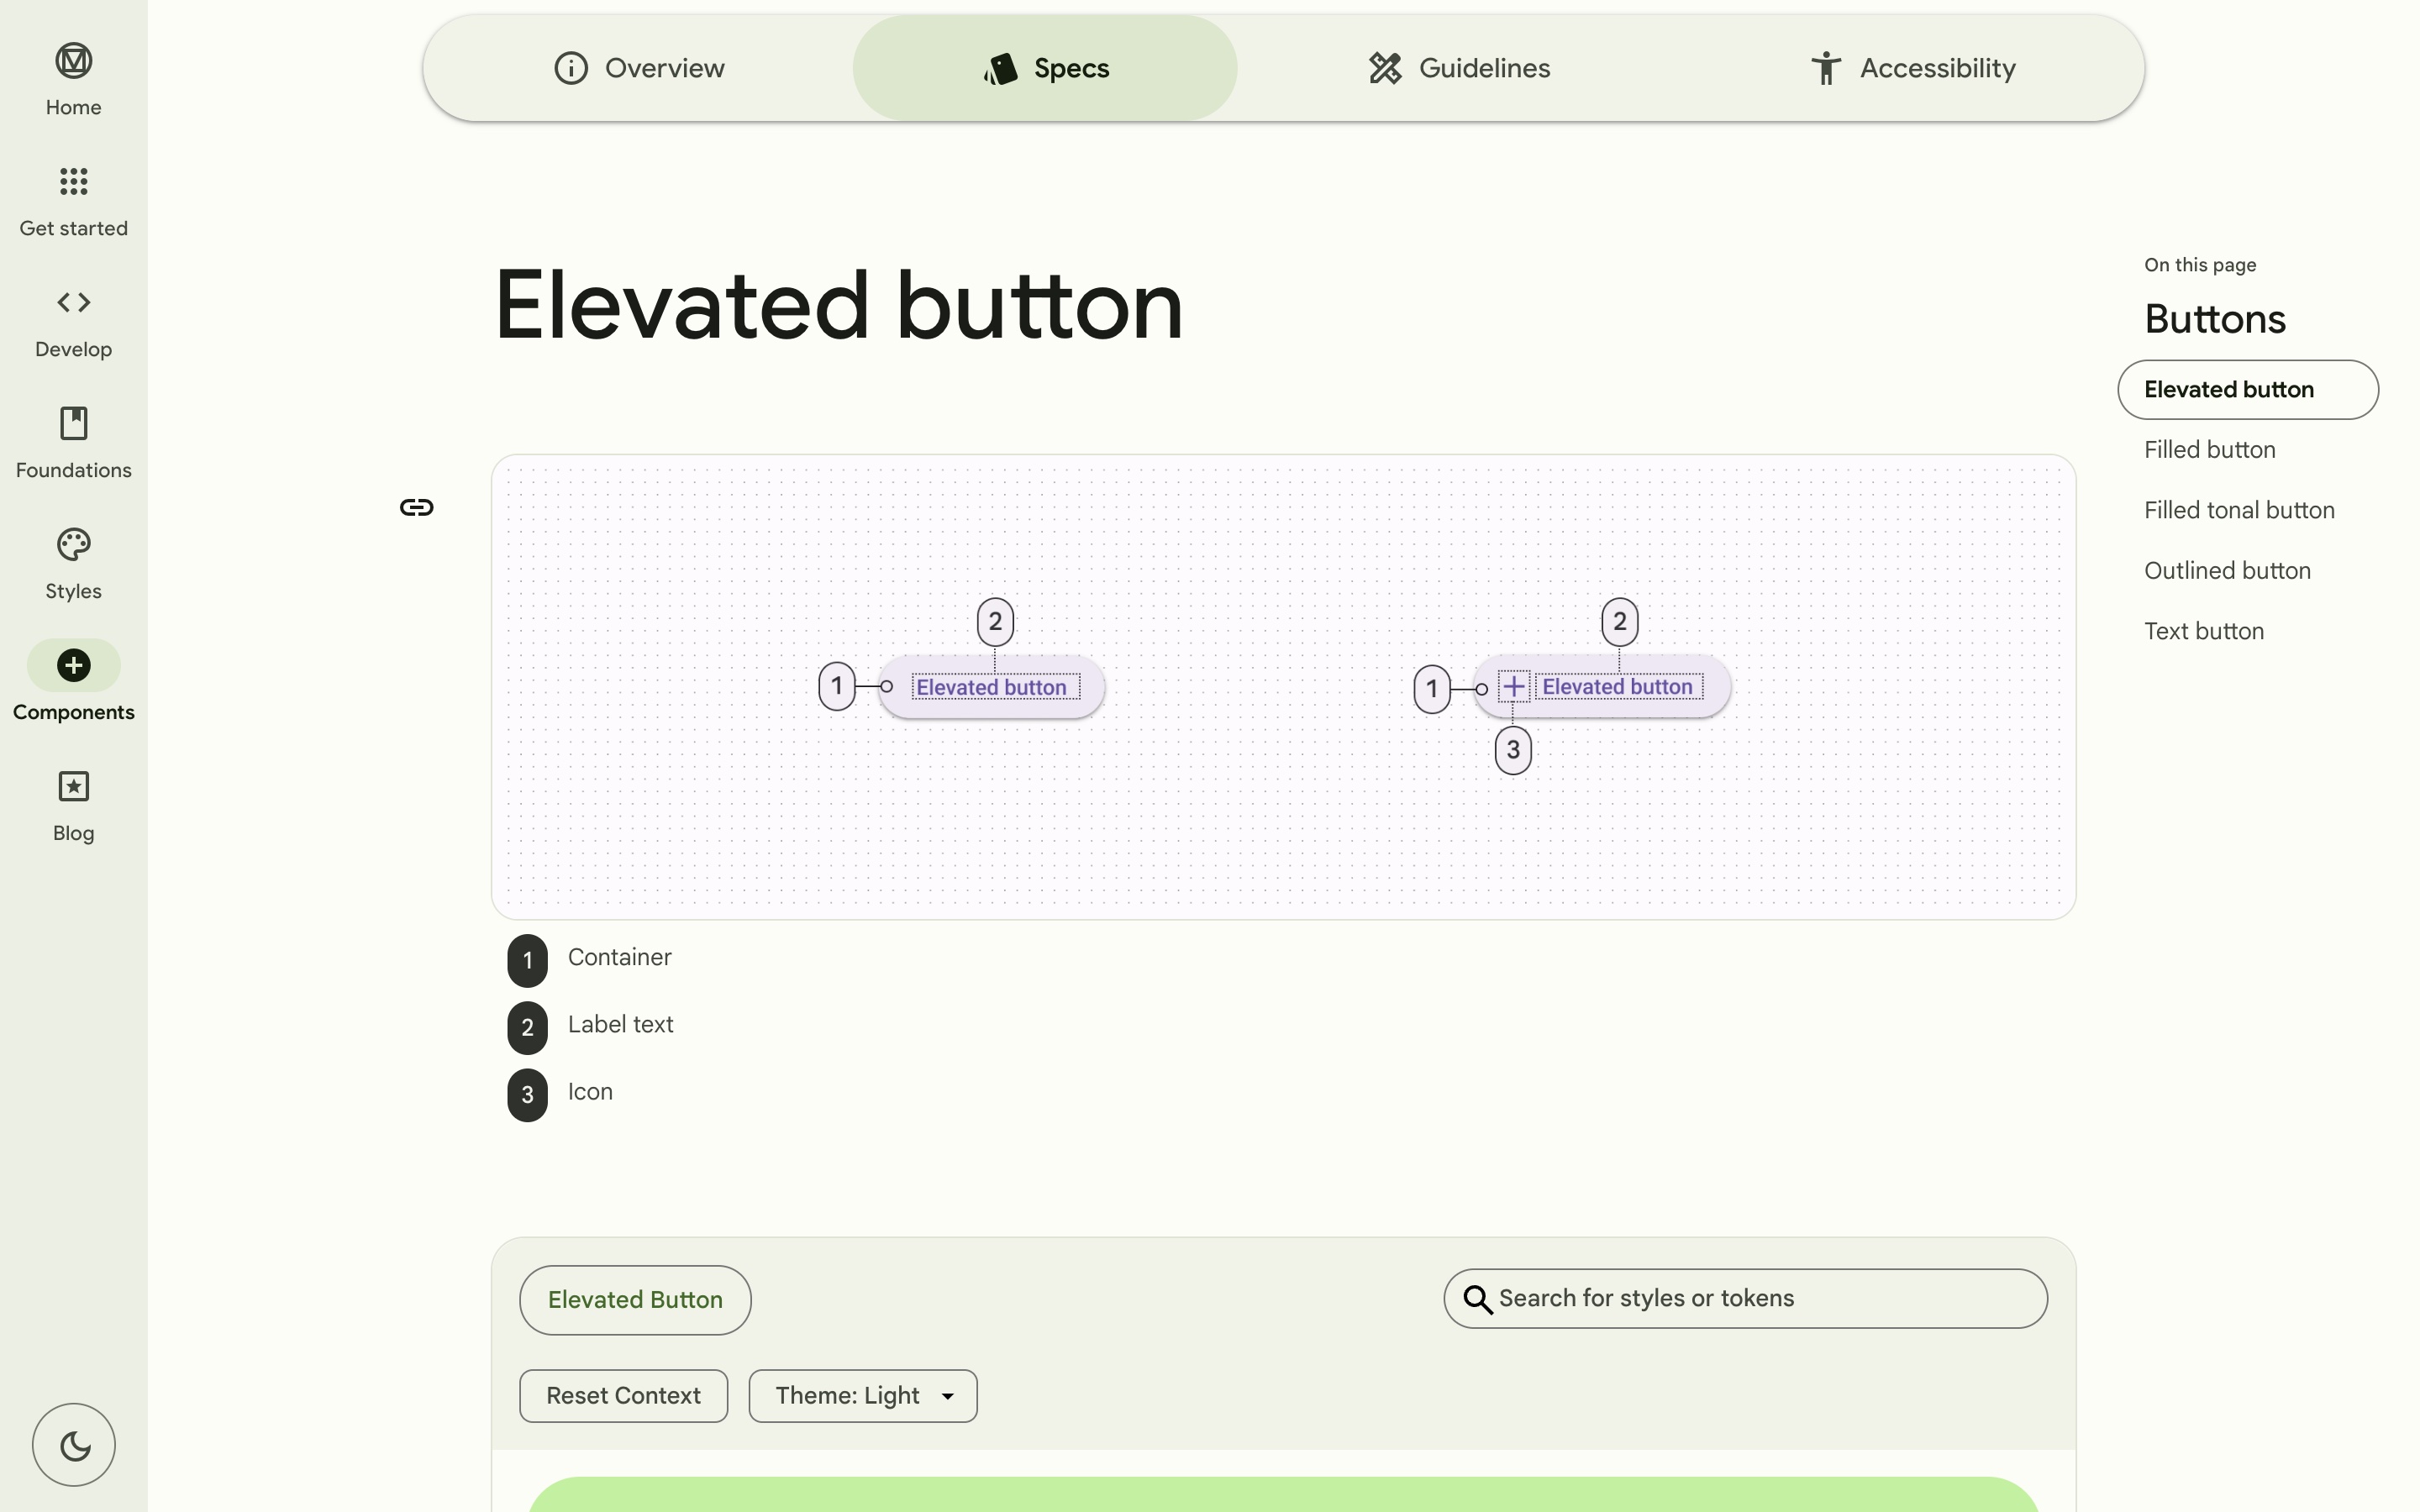 Home
Get started
Develop
Foundations
Styles
Components
Blog
Overview
Specs
Guidelines
Accessibility
Elevated button
2
1
Elevated button
2
1
Elevated button
3
1 Container
2 Label text
3 Icon
Elevated Button
Search for styles or tokens
Reset Context
Theme: Light
On this page
Buttons
Elevated button
Filled button
Filled tonal button
Outlined button
Text button